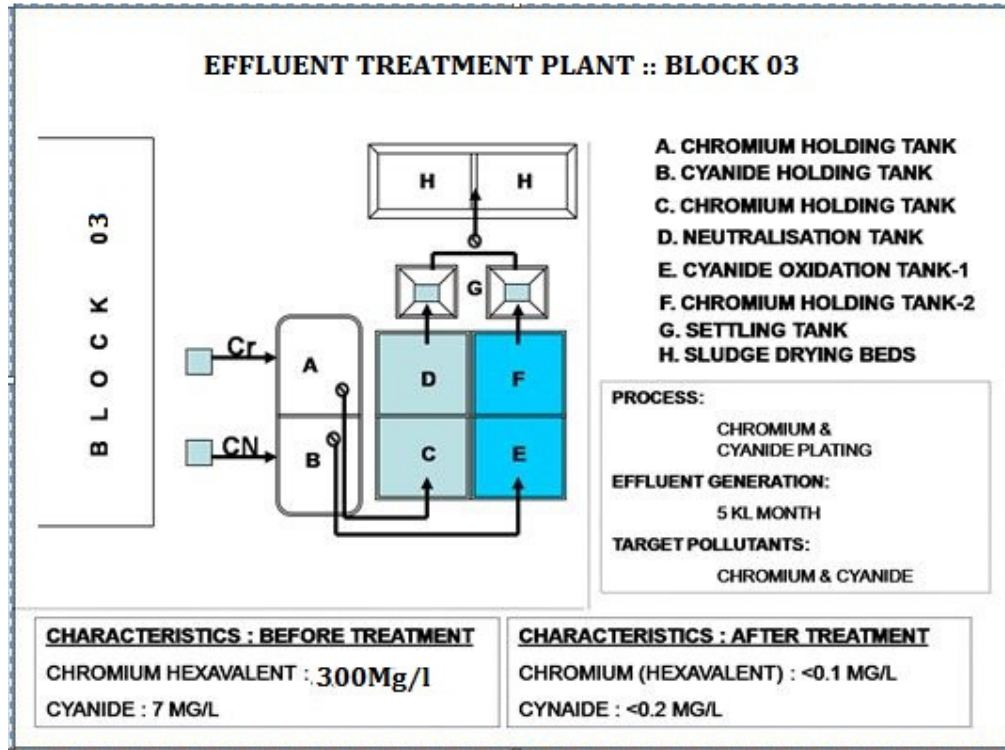 EFFLUENT TREATMENT PLANT :: BLOCK 03
BLOCK 03
H H
G
Cr
CN
A
B
D F
C E
A. CHROMIUM HOLDING TANK
B. CYANIDE HOLDING TANK
C. CHROMIUM HOLDING TANK
D. NEUTRALISATION TANK
E. CYANIDE OXIDATION TANK-1
F. CHROMIUM HOLDING TANK-2
G. SETTLING TANK
H. SLUDGE DRYING BEDS
PROCESS:
CHROMIUM &
CYANIDE PLATING
EFFLUENT GENERATION:
5 KL MONTH
TARGET POLLUTANTS:
CHROMIUM & CYANIDE
CHARACTERISTICS : BEFORE TREATMENT
CHROMIUM HEXAVALENT : 300Mg/l
CYANIDE : 7 MG/L
CHARACTERISTICS : AFTER TREATMENT
CHROMIUM (HEXAVALENT) : <0.1 MG/L
CYNAIDE : <0.2 MG/L